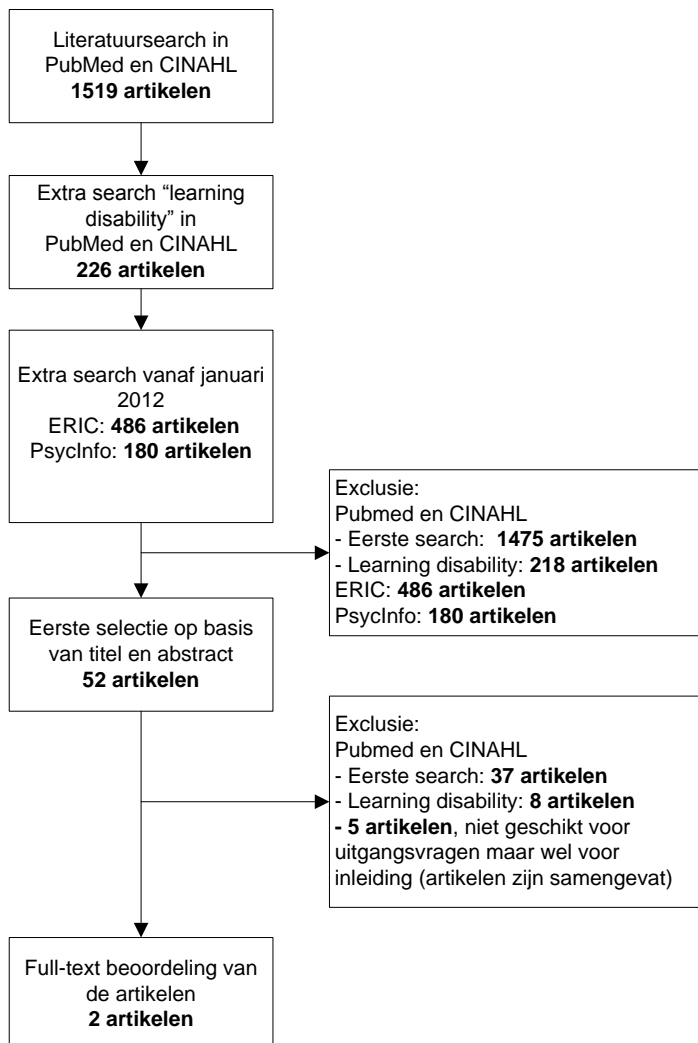 Literatuursearch in
PubMed en CINAHL
1519 artikelen
Extra search “learning
disability” in
PubMed en CINAHL
226 artikelen
Extra search vanaf januari
2012
ERIC: 486 artikelen
PsycInfo: 180 artikelen
Exclusie:
Pubmed en CINAHL
- Eerste search: 1475 artikelen
- Learning disability: 218 artikelen
ERIC: 486 artikelen
PsycInfo: 180 artikelen
Eerste selectie op basis
van titel en abstract
52 artikelen
Exclusie:
Pubmed en CINAHL
- Eerste search: 37 artikelen
- Learning disability: 8 artikelen
- 5 artikelen, niet geschikt voor
uitgangsvragen maar wel voor
inleiding (artikelen zijn samengevat)
Full-text beoordeling van
de artikelen
2 artikelen